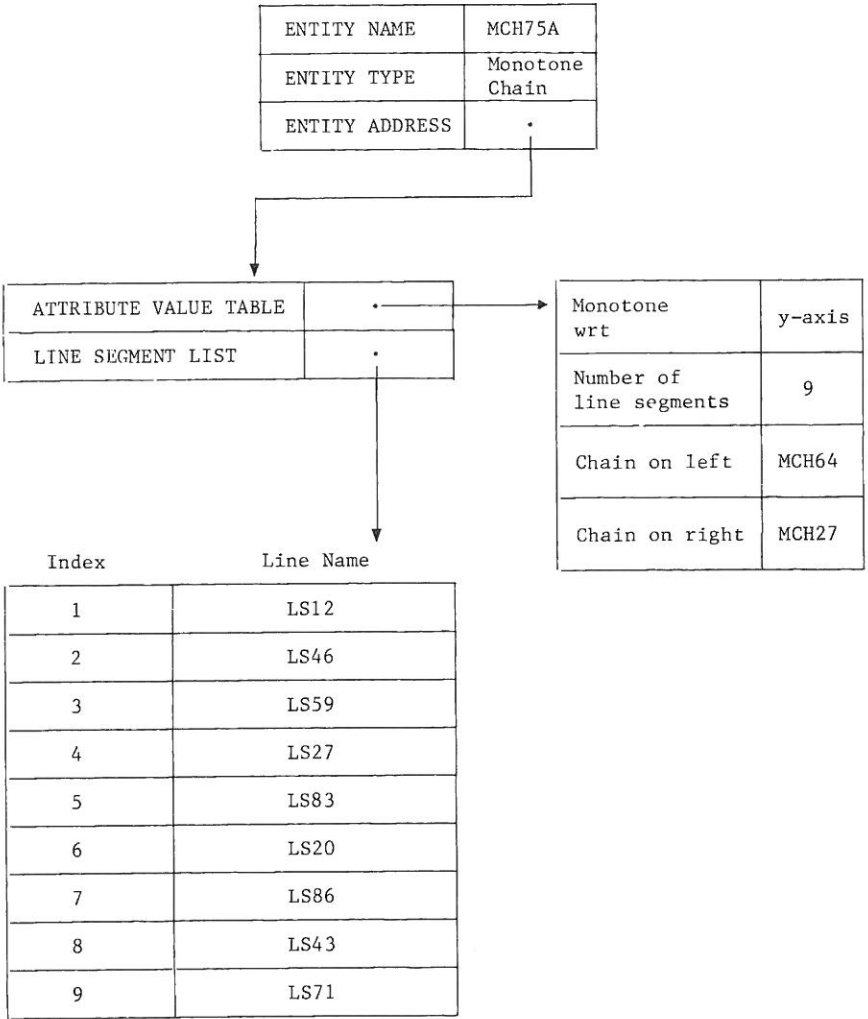 ENTITY NAME MCH75A
ENTITY TYPE Monotone
Chain
ENTITY ADDRESS
ATTRIBUTE VALUE TABLE
LINE SEGMENT LIST
Monotone
wrt y-axis
Number of
line segments 9
Chain on left MCH64
Chain on right MCH27
Index Line Name
1 LS12
2 LS46
3 LS59
4 LS27
5 LS83
6 LS20
7 LS86
8 LS43
9 LS71